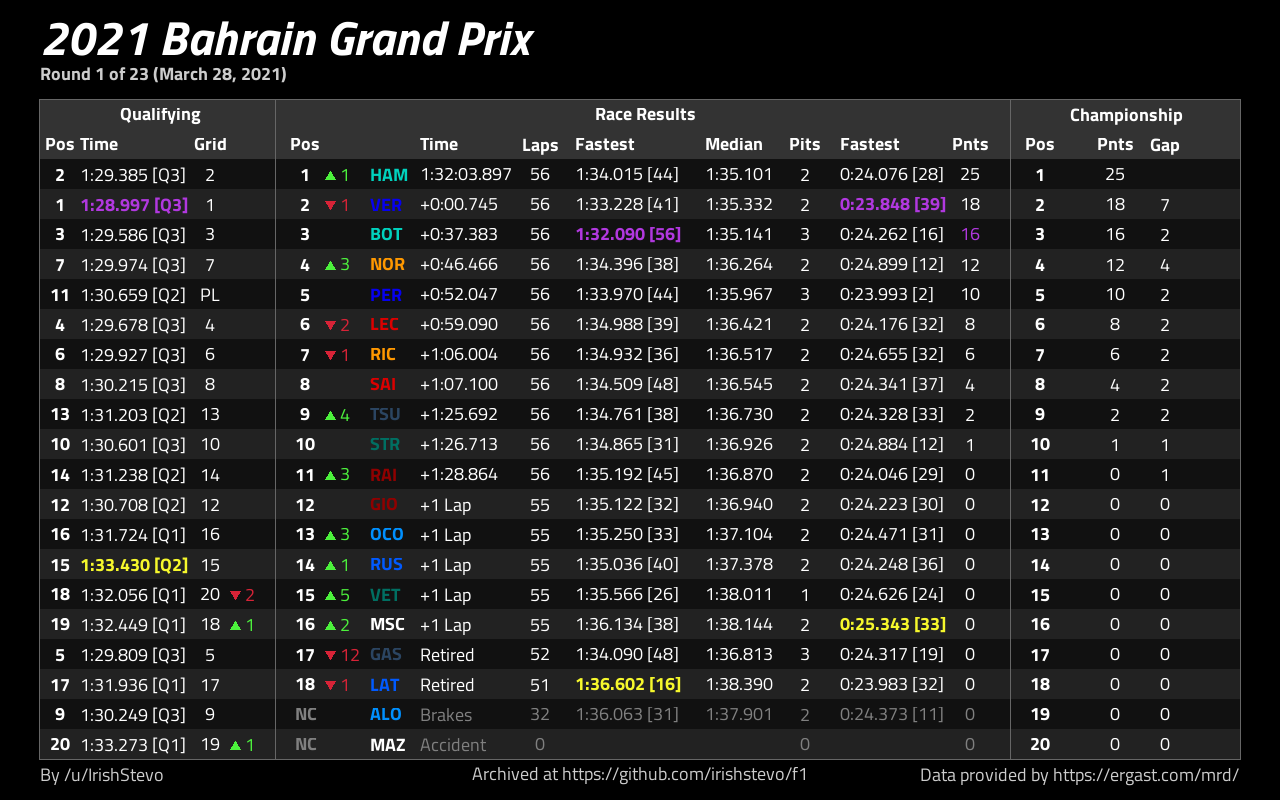 2021 Bahrain Grand Prix
Round 1 of 23 (March 28, 2021)
Qualifying Race Results Championship
Pos Time Grid Pos Time Laps Fastest Median Pits Fastest Pnts Pos Pnts Gap
2 1:29.385 [Q3] 2 1 ▲1 HAM 1:32:03.897 56 1:34.015 [44] 1:35.101 2 0:24.076 [28] 25 1 25
1 1:28.997 [Q3] 1 2 ▼1 VER +0:00.745 56 1:33.228 [41] 1:35.332 2 0:23.848 [39] 18 2 18 7
3 1:29.586 [Q3] 3 3 BOT +0:37.383 56 1:32.090 [56] 1:35.141 3 0:24.262 [16] 16 3 16 2
7 1:29.974 [Q3] 7 4 ▲3 NOR +0:46.466 56 1:34.396 [38] 1:36.264 2 0:24.899 [12] 12 4 12 4
11 1:30.659 [Q2] PL 5 PER +0:52.047 56 1:33.970 [44] 1:35.967 3 0:23.993 [2] 10 5 10 2
4 1:29.678 [Q3] 4 6 ▼2 LEC +0:59.090 56 1:34.988 [39] 1:36.421 2 0:24.176 [32] 8 6 8 2
6 1:29.927 [Q3] 6 7 ▼1 RIC +1:06.004 56 1:34.932 [36] 1:36.517 2 0:24.655 [32] 6 7 6 2
8 1:30.215 [Q3] 8 8 SAI +1:07.100 56 1:34.509 [48] 1:36.545 2 0:24.341 [37] 4 8 4 2
13 1:31.203 [Q2] 13 9 ▲4 TSU +1:25.692 56 1:34.761 [38] 1:36.730 2 0:24.328 [33] 2 9 2 2
10 1:30.601 [Q3] 10 10 STR +1:26.713 56 1:34.865 [31] 1:36.926 2 0:24.884 [12] 1 10 1 1
14 1:31.238 [Q2] 14 11 ▲3 RAI +1:28.864 56 1:35.192 [45] 1:36.870 2 0:24.046 [29] 0 11 0 1
12 1:30.708 [Q2] 12 12 GIO +1 Lap 55 1:35.122 [32] 1:36.940 2 0:24.223 [30] 0 12 0 0
16 1:31.724 [Q1] 16 13 ▲3 OCO +1 Lap 55 1:35.250 [33] 1:37.104 2 0:24.471 [31] 0 13 0 0
15 1:33.430 [Q2] 15 14 ▲1 RUS +1 Lap 55 1:35.036 [40] 1:37.378 2 0:24.248 [36] 0 14 0 0
18 1:32.056 [Q1] 20 ▼2 15 ▲5 VET +1 Lap 55 1:35.566 [26] 1:38.011 1 0:24.626 [24] 0 15 0 0
19 1:32.449 [Q1] 18 ▲1 16 ▲2 MSC +1 Lap 55 1:36.134 [38] 1:38.144 2 0:25.343 [33] 0 16 0 0
5 1:29.809 [Q3] 5 17 ▼12 GAS Retired 52 1:34.090 [48] 1:36.813 3 0:24.317 [19] 0 17 0 0
17 1:31.936 [Q1] 17 18 ▼1 LAT Retired 51 1:36.602 [16] 1:38.390 2 0:23.983 [32] 0 18 0 0
9 1:30.249 [Q3] 9 NC ALO Brakes 32 1:36.063 [31] 1:37.901 2 0:24.373 [11] 0 19 0 0
20 1:33.273 [Q1] 19 ▲1 NC MAZ Accident 0 0 0 20 0 0
By /u/IrishStevo Archived at https://github.com/irishstevo/f1 Data provided by https://ergast.com/mrd/